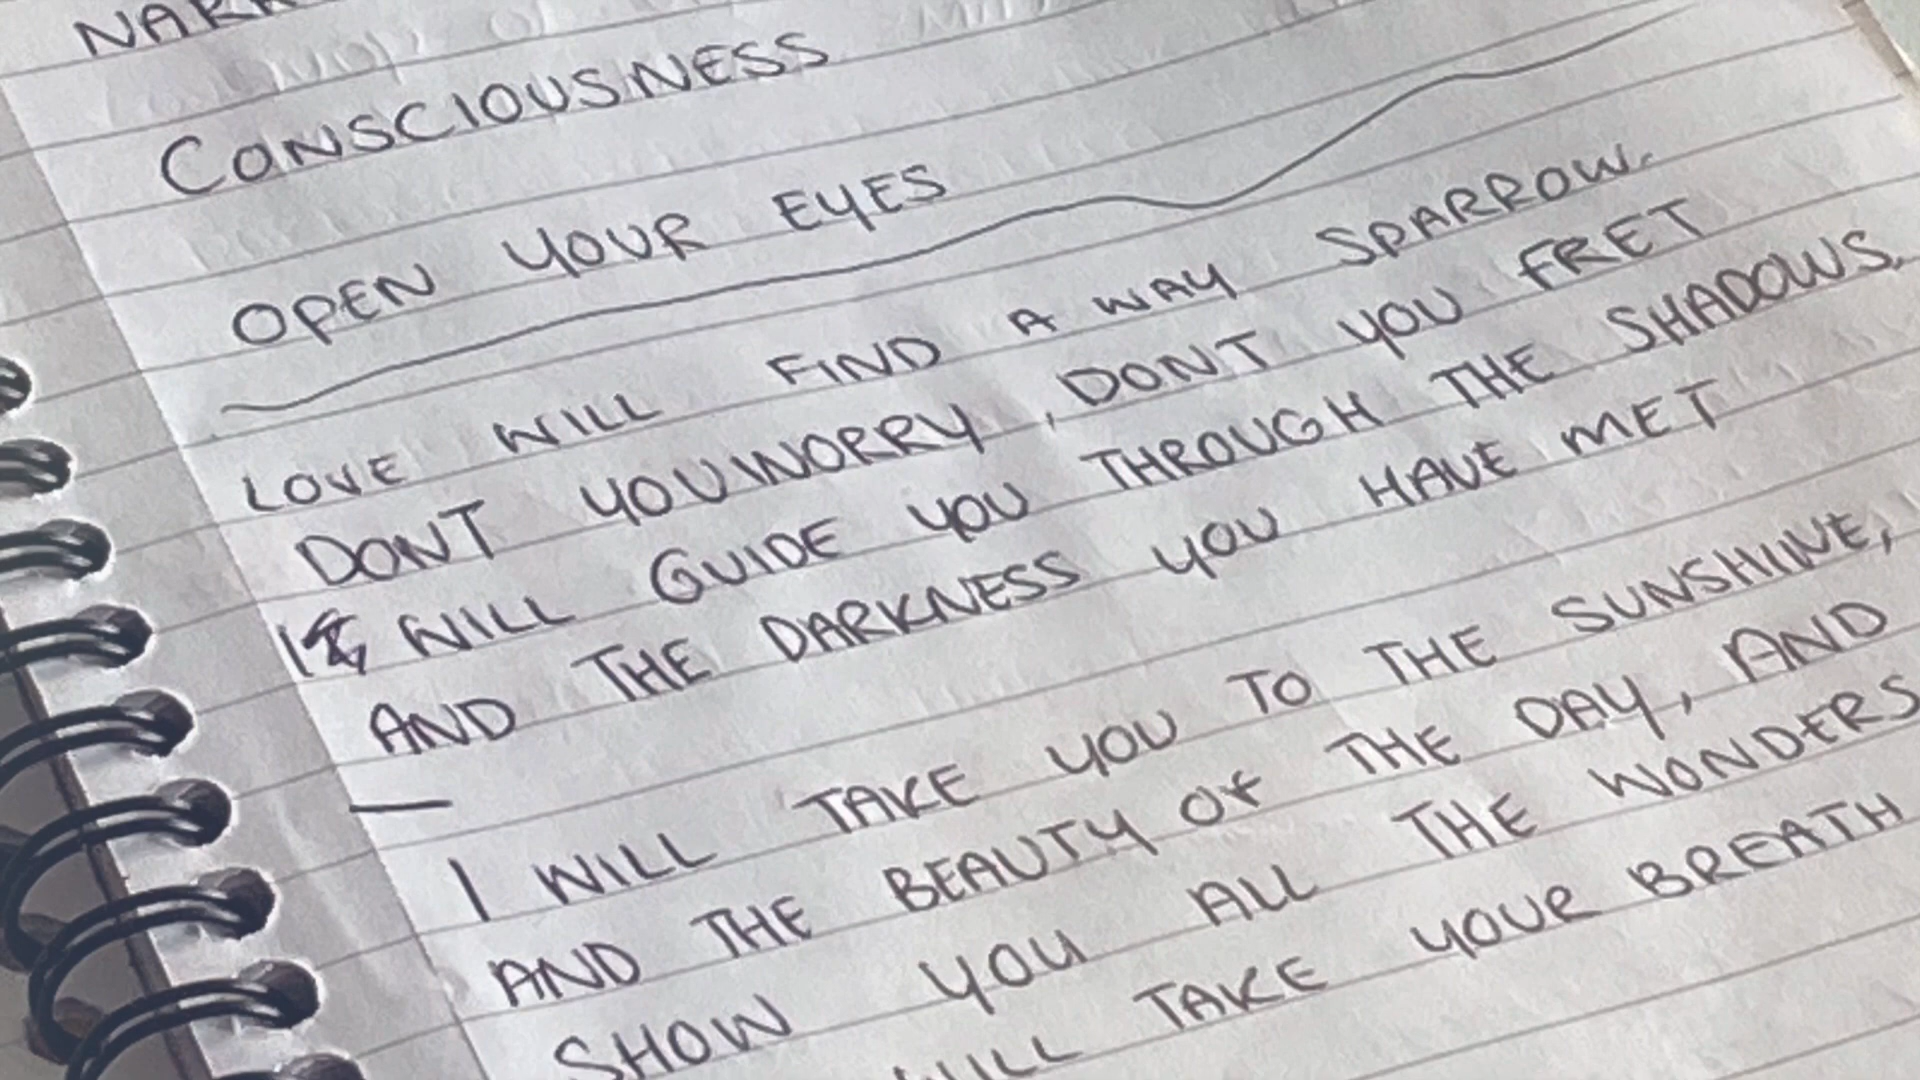 CONSCIOUSNESS
OPEN YOUR EYES
LOVE WILL FIND A WAY SPARROW.
DONT YOU WORRY, DONT YOU FRET
I WILL GUIDE YOU THROUGH THE SHADOWS,
AND THE DARKNESS YOU HAVE MET
I WILL TAKE YOU TO THE SUNSHINE,
AND THE BEAUTY OF THE DAY, AND
SHOW YOU ALL THE WONDERS
WILL TAKE YOUR BREATH